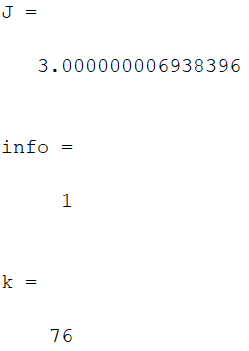 J =
3.000000006938396
info =
1
k =
76